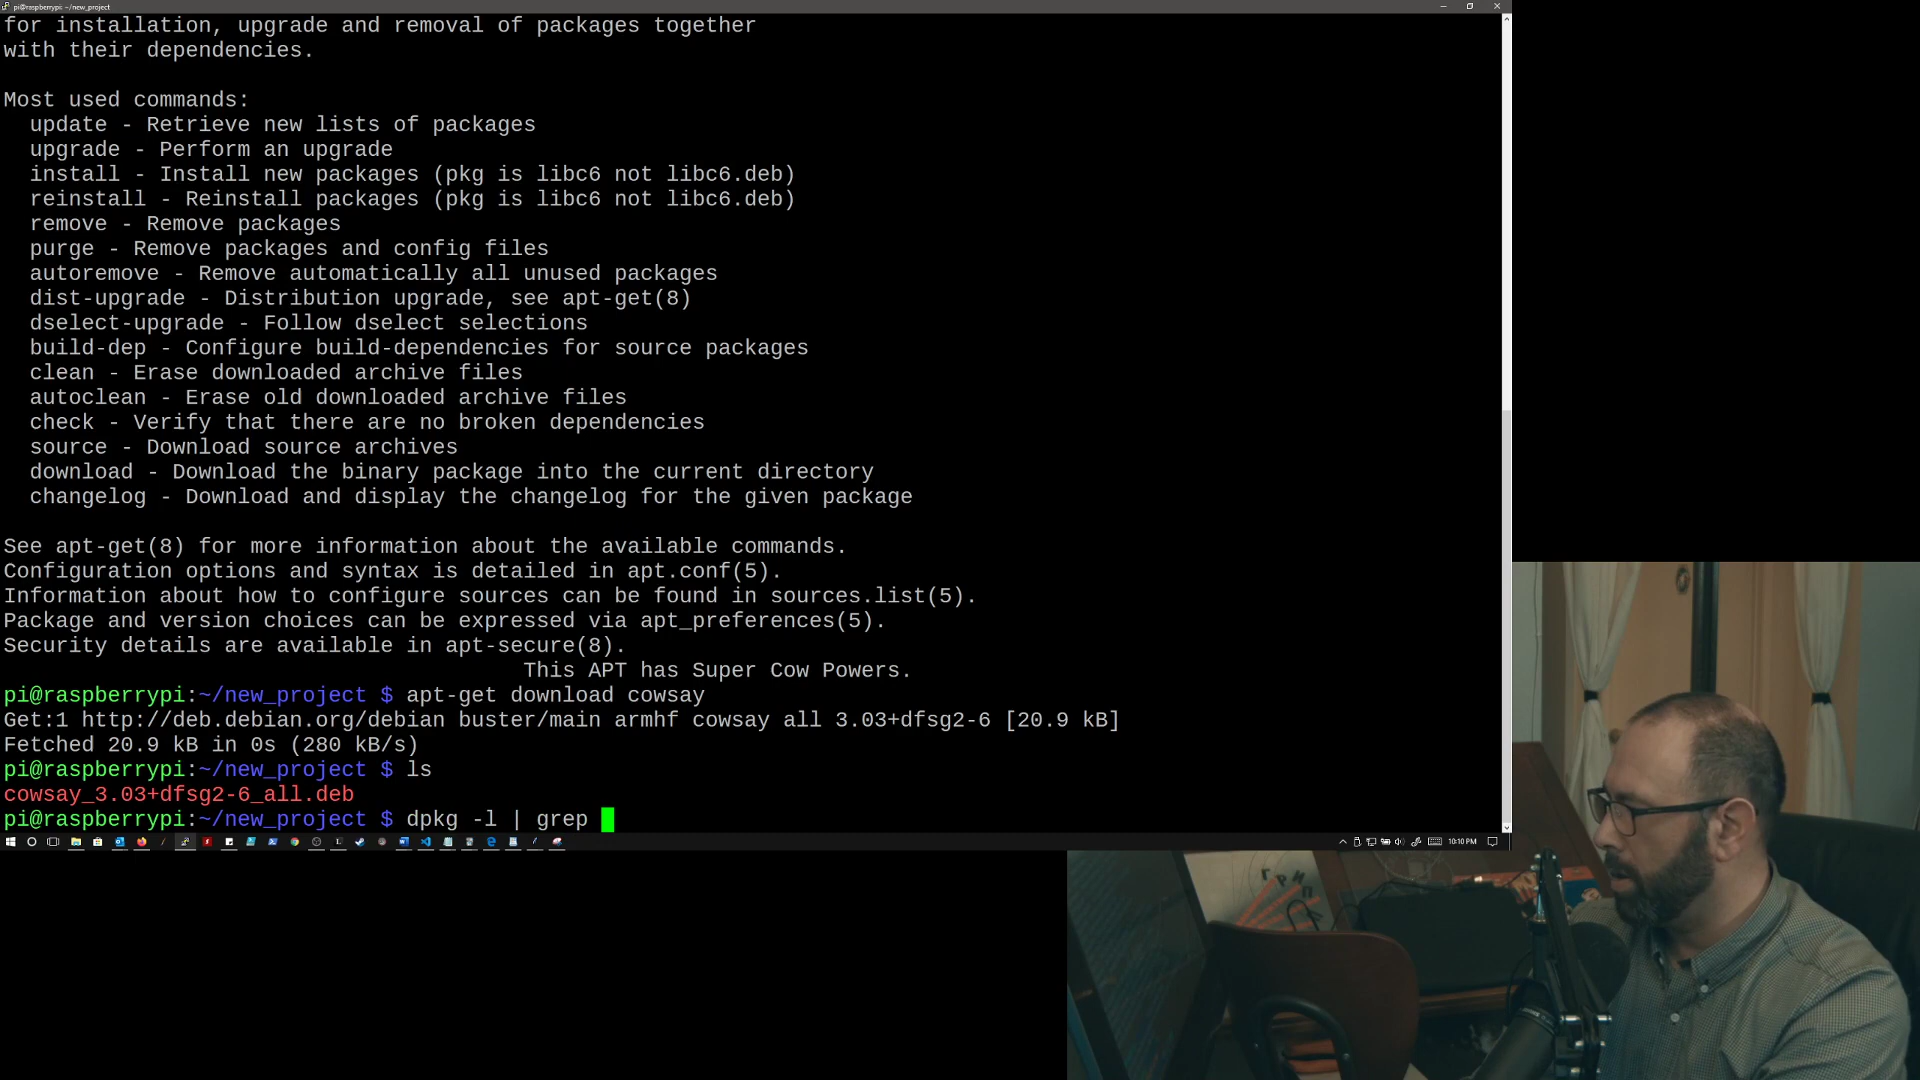 pi@raspberrypi: ~/new_project
for installation, upgrade and removal of packages together
with their dependencies.
Most used commands:
update - Retrieve new lists of packages
upgrade - Perform an upgrade
install - Install new packages (pkg is libc6 not libc6.deb)
reinstall - Reinstall packages (pkg is libc6 not libc6.deb)
remove - Remove packages
purge - Remove packages and config files
autoremove - Remove automatically all unused packages
dist-upgrade - Distribution upgrade, see apt-get(8)
dselect-upgrade - Follow dselect selections
build-dep - Configure build-dependencies for source packages
clean - Erase downloaded archive files
autoclean - Erase old downloaded archive files
check - Verify that there are no broken dependencies
source - Download source archives
download - Download the binary package into the current directory
changelog - Download and display the changelog for the given package
See apt-get(8) for more information about the available commands.
Configuration options and syntax is detailed in apt.conf(5).
Information about how to configure sources can be found in sources.list(5).
Package and version choices can be expressed via apt_preferences(5).
Security details are available in apt-secure(8).
This APT has Super Cow Powers.
pi@raspberrypi:~/new_project $ apt-get download cowsay
Get:1 http://deb.debian.org/debian buster/main armhf cowsay all 3.03+dfsg2-6 [20.9 kB]
Fetched 20.9 kB in 0s (280 kB/s)
pi@raspberrypi:~/new_project $ ls
cowsay_3.03+dfsg2-6_all.deb
pi@raspberrypi:~/new_project $ dpkg -l | grep
10:10 PM
ГРИП